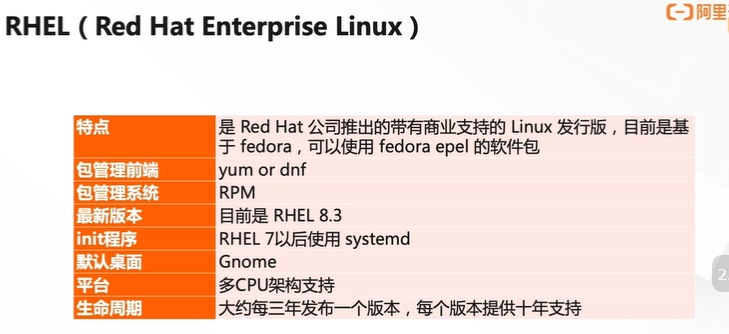 RHEL（Red Hat Enterprise Linux）
阿里
特点
是 Red Hat 公司推出的带有商业支持的 Linux 发行版，目前是基
于 fedora，可以使用 fedora epel 的软件包
包管理前端
yum or dnf
包管理系统
RPM
最新版本
目前是 RHEL 8.3
init程序
RHEL 7以后使用 systemd
默认桌面
Gnome
平台
多CPU架构支持
生命周期
大约每三年发布一个版本，每个版本提供十年支持
2.